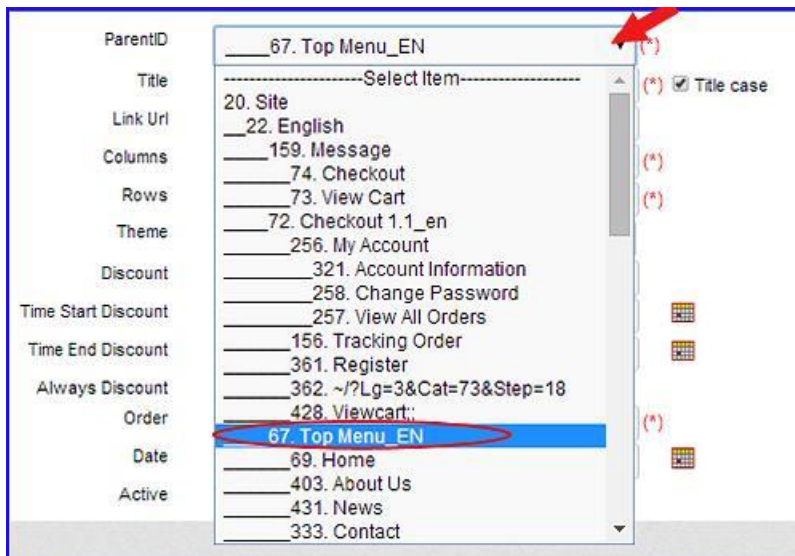 ParentID ____67. Top Menu_EN (*)
Title ----------------------Select Item------------------- (*) Title case
20. Site
Link Url
__22. English
____159. Message
Columns (*)
______74. Checkout
Rows ______73. View Cart (*)
____72. Checkout 1.1_en
Theme
______256. My Account
Discount ________321. Account Information
________258. Change Password
Time Start Discount ________257. View All Orders
______156. Tracking Order
Time End Discount
______361. Register
Always Discount ______362. ~/?Lg=3&Cat=73&Step=18
Order ______428. Viewcart;; (*)
____67. Top Menu_EN
Date ______69. Home
______403. About Us
Active
______431. News
______333. Contact